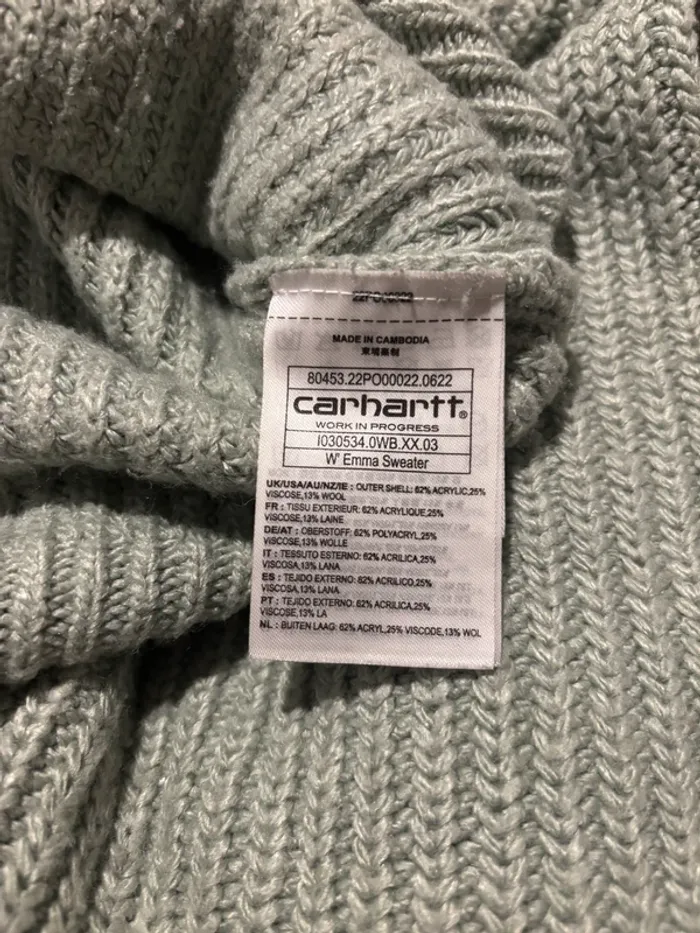 MADE IN CAMBODIA
80453.22PO00022.0622
carhartt®
WORK IN PROGRESS
I030534.0WB.XX.03
W' Emma Sweater
UK/USA/AU/NZ/IE : OUTER SHELL: 62% ACRYLIC,25%
VISCOSE,13% WOOL
FR : TISSU EXTERIEUR: 62% ACRYLIQUE,25%
VISCOSE,13% LAINE
DE/AT : OBERSTOFF: 62% POLYACRYL,25%
VISCOSE,13% WOLLE
IT : TESSUTO ESTERNO: 62% ACRILICA,25%
VISCOSA,13% LANA
ES : TEJIDO EXTERNO: 62% ACRILICO,25%
VISCOSA,13% LANA
PT : TEJIDO EXTERNO: 62% ACRILICA,25%
VISCOSE,13% LA
NL : BUITEN LAAG: 62% ACRYL,25% VISCODE,13% WOL